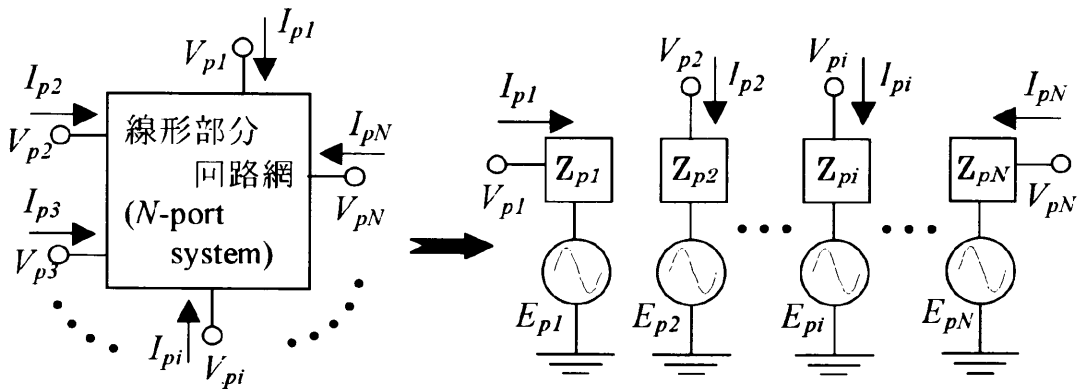 I_{p1}
V_{p1}
I_{p2}
V_{p2}
線形部分
回路網
(N-port
system)
I_{pN}
V_{pN}
I_{p3}
V_{p3}
I_{pi}
V_{pi}
I_{p1}
V_{p1}
Z_{p1}
E_{p1}
V_{p2}
I_{p2}
Z_{p2}
E_{p2}
V_{pi}
I_{pi}
Z_{pi}
E_{pi}
I_{pN}
Z_{pN}
V_{pN}
E_{pN}